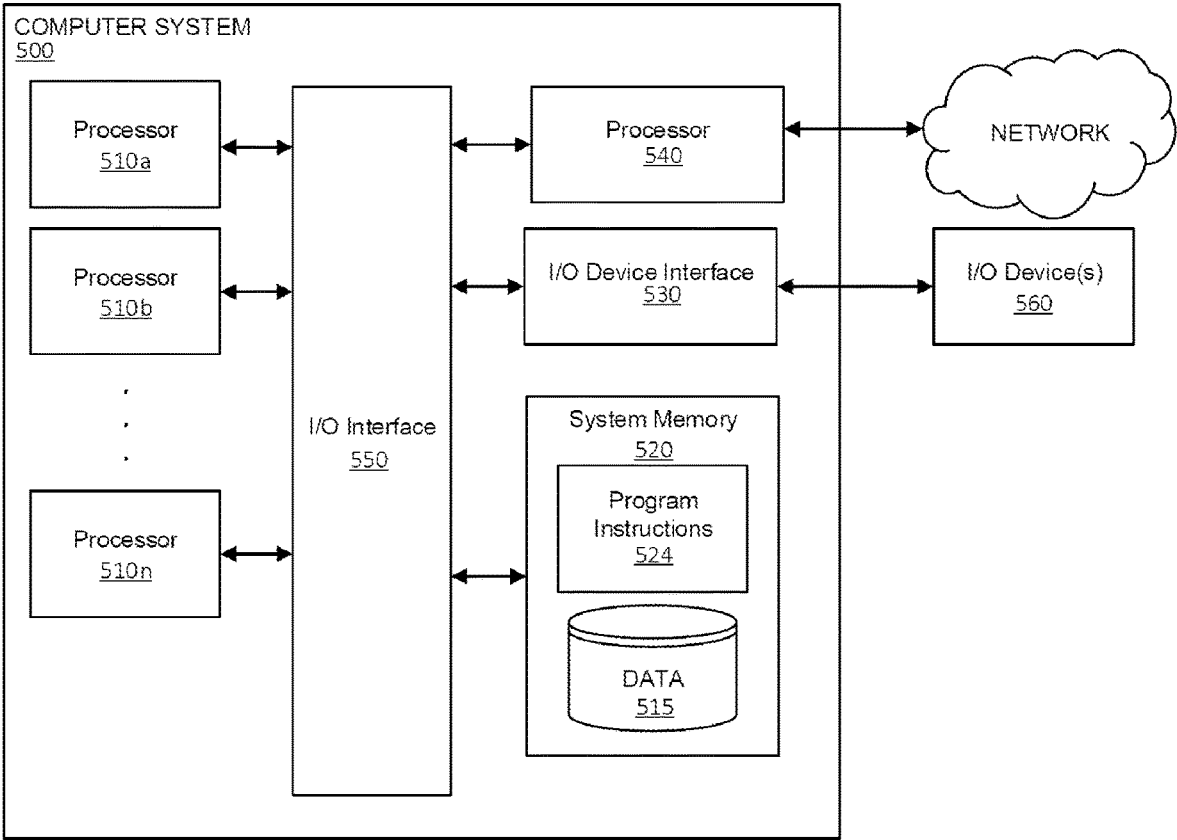 COMPUTER SYSTEM
500
Processor
510a
Processor
510b
Processor
510n
I/O Interface
550
Processor
540
I/O Device Interface
530
System Memory
520
Program
Instructions
524
DATA
515
NETWORK
I/O Device(s)
560